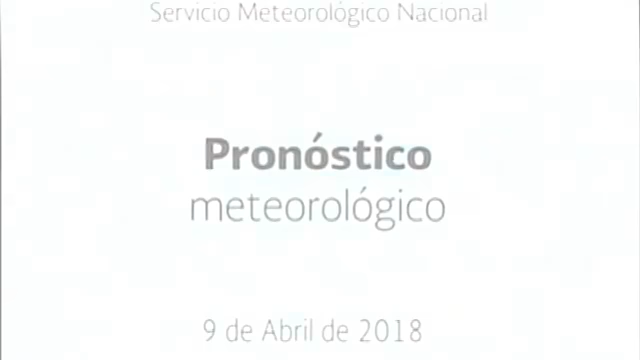 Servicio Meteorológico Nacional
Pronóstico
meteorológico
9 de Abril de 2018